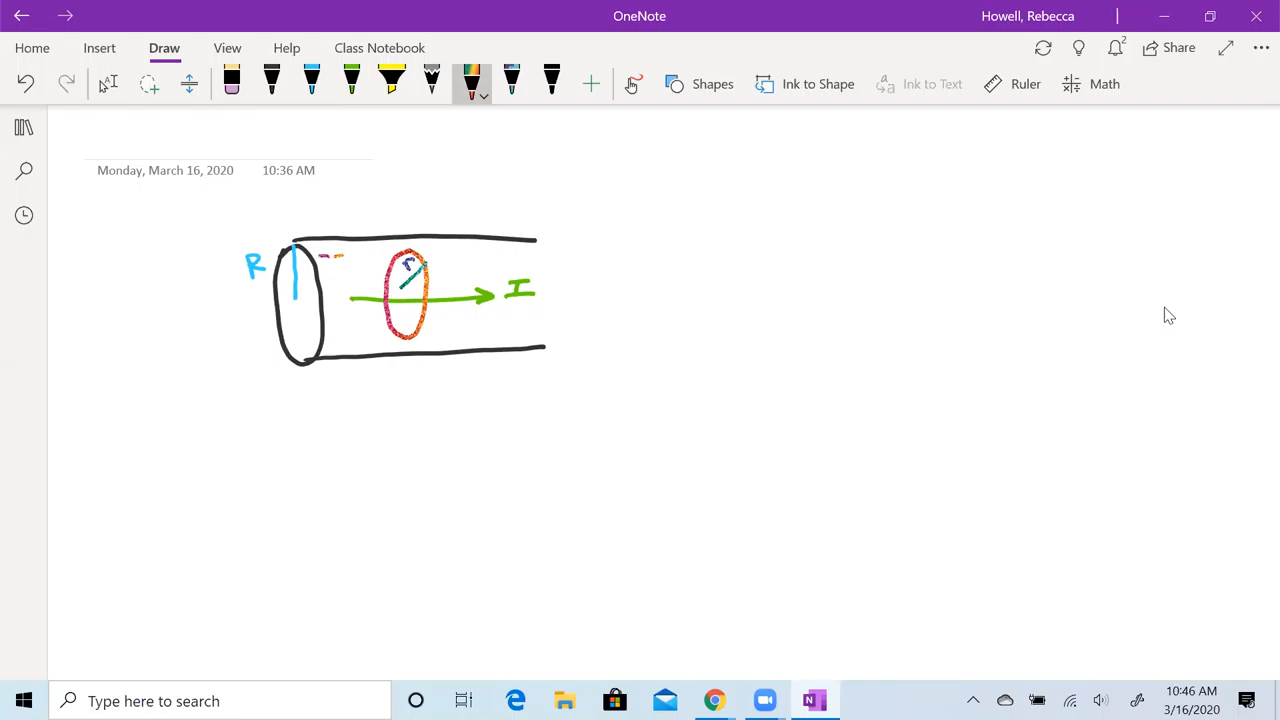 OneNote
Howell, Rebecca
Home Insert Draw View Help Class Notebook
2
Share
Shapes Ink to Shape Ink to Text Ruler Math
Monday, March 16, 2020 10:36 AM
R
r
I
Type here to search
10:46 AM
3/16/2020